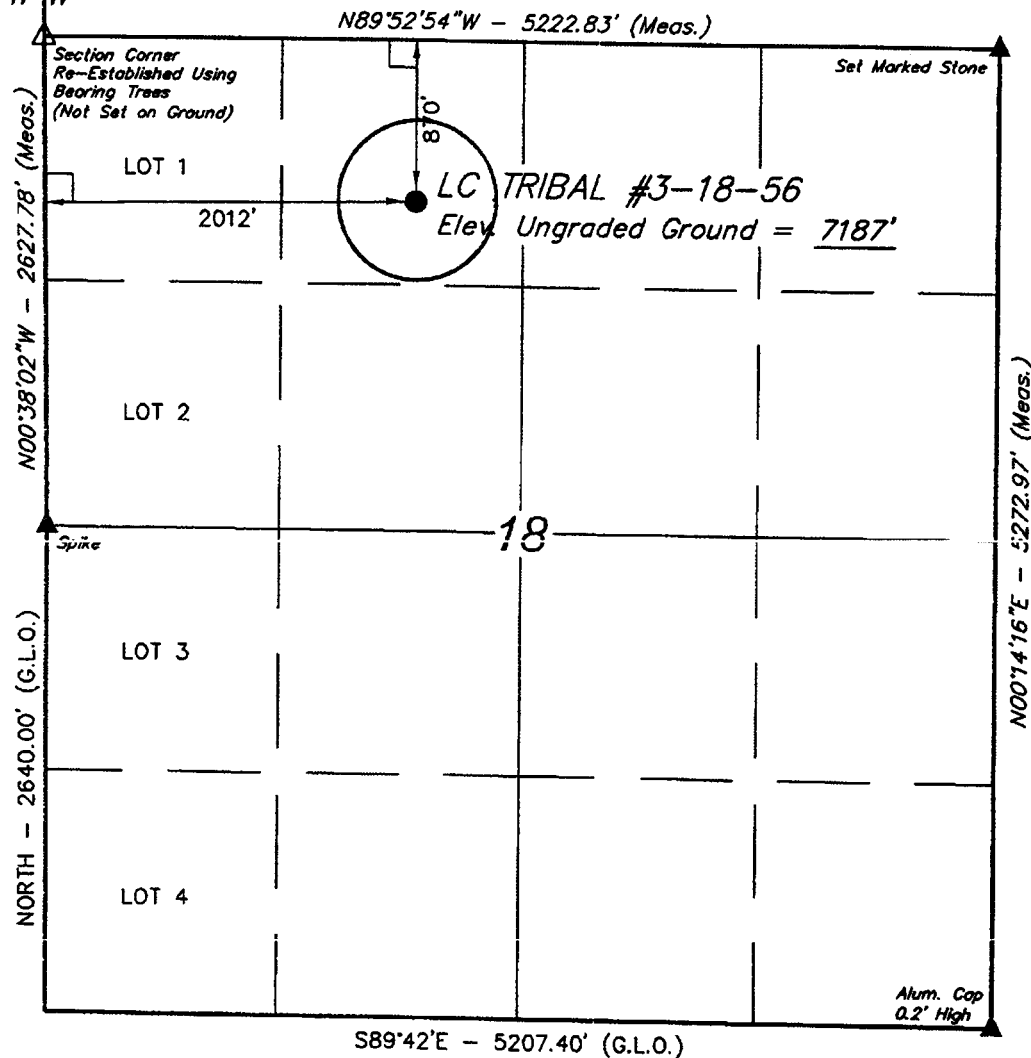 N89°52'54"W - 5222.83' (Meas.)
Section Corner
Re-Established Using
Bearing Trees
(Not Set on Ground)
Set Marked Stone
N00°38'02"W - 2627.78' (Meas.)
870'
LOT 1
2012'
LC TRIBAL #3-18-56
Elev. Ungraded Ground = 7187'
LOT 2
18
Spike
N00°14'16"E - 5272.97' (Meas.)
NORTH - 2640.00' (G.L.O.)
LOT 3
LOT 4
Alum. Cap
0.2' High
S89°42'E - 5207.40' (G.L.O.)